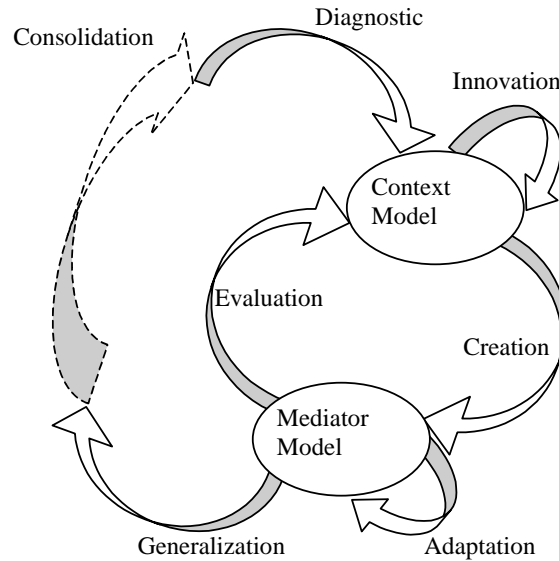 Diagnostic
Consolidation
Innovation
Context
Model
Evaluation
Creation
Mediator
Model
Generalization
Adaptation